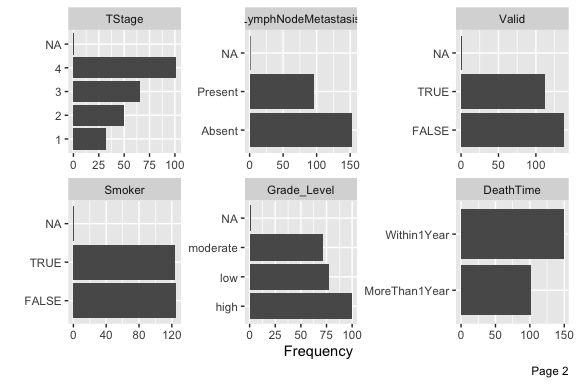 TStage
LymphNodeMetastasis
Valid
NA
4
3
2
1
0 25 50 75 100
NA
Present
Absent
0 50 100 150
NA
TRUE
FALSE
0 50 100
Smoker
Grade_Level
DeathTime
NA
TRUE
FALSE
0 40 80 120
NA
moderate
low
high
0 25 50 75 100
Within1Year
MoreThan1Year
0 50 100 150
Frequency
Page 2